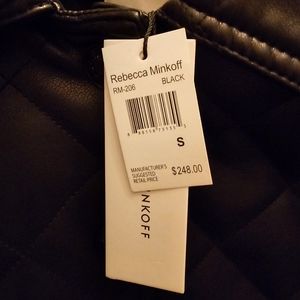 Rebecca Minkoff
RM-206 BLACK
S
MANUFACTURER'S
SUGGESTED
RETAIL PRICE
$248.00
MINKOFF